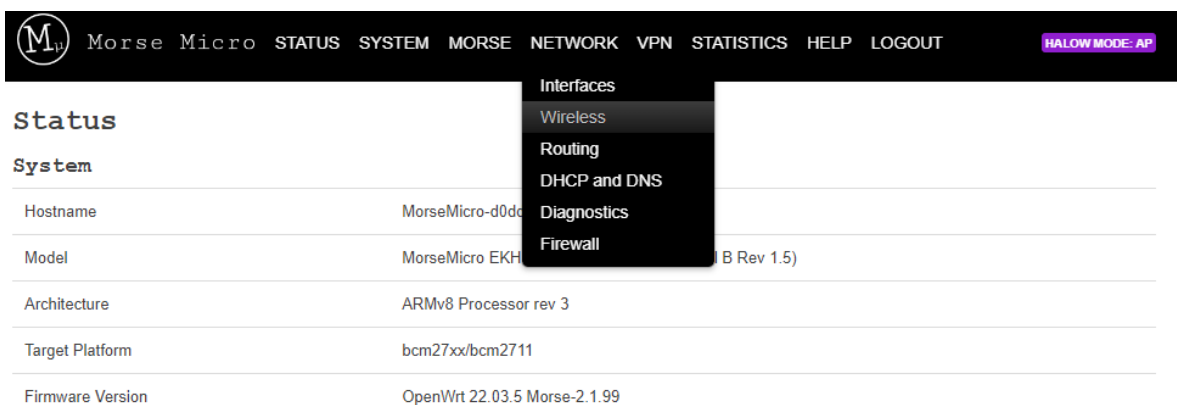 Mμ Morse Micro STATUS SYSTEM MORSE NETWORK VPN STATISTICS HELP LOGOUT HALOW MODE: AP
Interfaces
Wireless
Routing
DHCP and DNS
Diagnostics
Firewall
Status
System
Hostname MorseMicro-d0dc
Model MorseMicro EKH B Rev 1.5)
Architecture ARMv8 Processor rev 3
Target Platform bcm27xx/bcm2711
Firmware Version OpenWrt 22.03.5 Morse-2.1.99